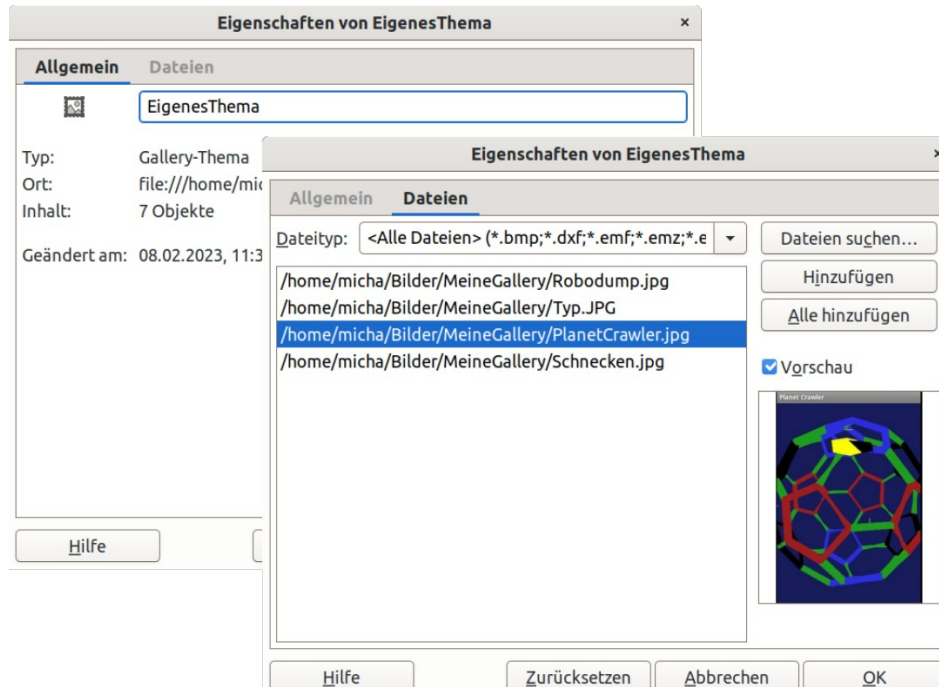 Eigenschaften von EigenesThema ×
Allgemein Dateien
EigenesThema
Typ: Gallery-Thema
Ort: file:///home/mic
Inhalt: 7 Objekte
Geändert am: 08.02.2023, 11:3
Hilfe
Eigenschaften von EigenesThema ×
Allgemein Dateien
Dateityp: <Alle Dateien> (*.bmp;*.dxf;*.emf;*.emz;*.e
Dateien suchen...
/home/micha/Bilder/MeineGallery/Robodump.jpg
/home/micha/Bilder/MeineGallery/Typ.JPG
/home/micha/Bilder/MeineGallery/PlanetCrawler.jpg
/home/micha/Bilder/MeineGallery/Schnecken.jpg
Hinzufügen
Alle hinzufügen
Vorschau
Planet Crawler
Hilfe Zurücksetzen Abbrechen OK